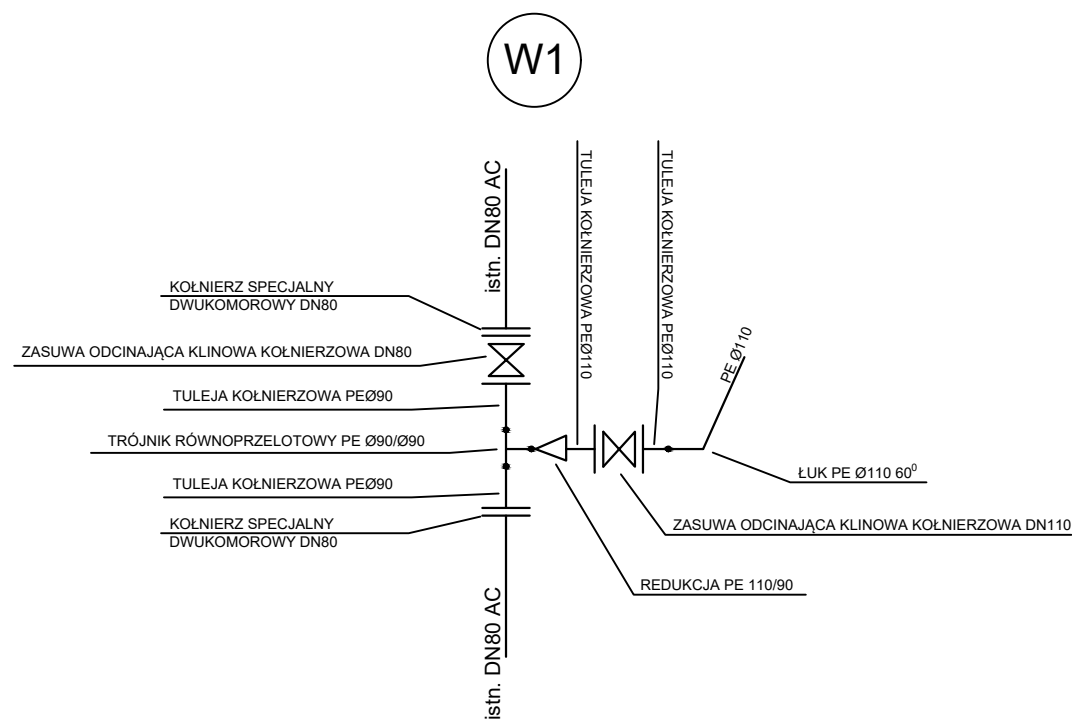 W1
istn. DN80 AC
TULEJA KOŁNIERZOWA PEØ110
TULEJA KOŁNIERZOWA PEØ110
KOŁNIERZ SPECJALNY
DWUKOMOROWY DN80
ZASUWA ODCINAJĄCA KLINOWA KOŁNIERZOWA DN80
PE Ø110
TULEJA KOŁNIERZOWA PEØ90
TRÓJNIK RÓWNOPRZELOTOWY PE Ø90/Ø90
ŁUK PE Ø110 60⁰
TULEJA KOŁNIERZOWA PEØ90
KOŁNIERZ SPECJALNY
DWUKOMOROWY DN80
ZASUWA ODCINAJĄCA KLINOWA KOŁNIERZOWA DN110
REDUKCJA PE 110/90
istn. DN80 AC